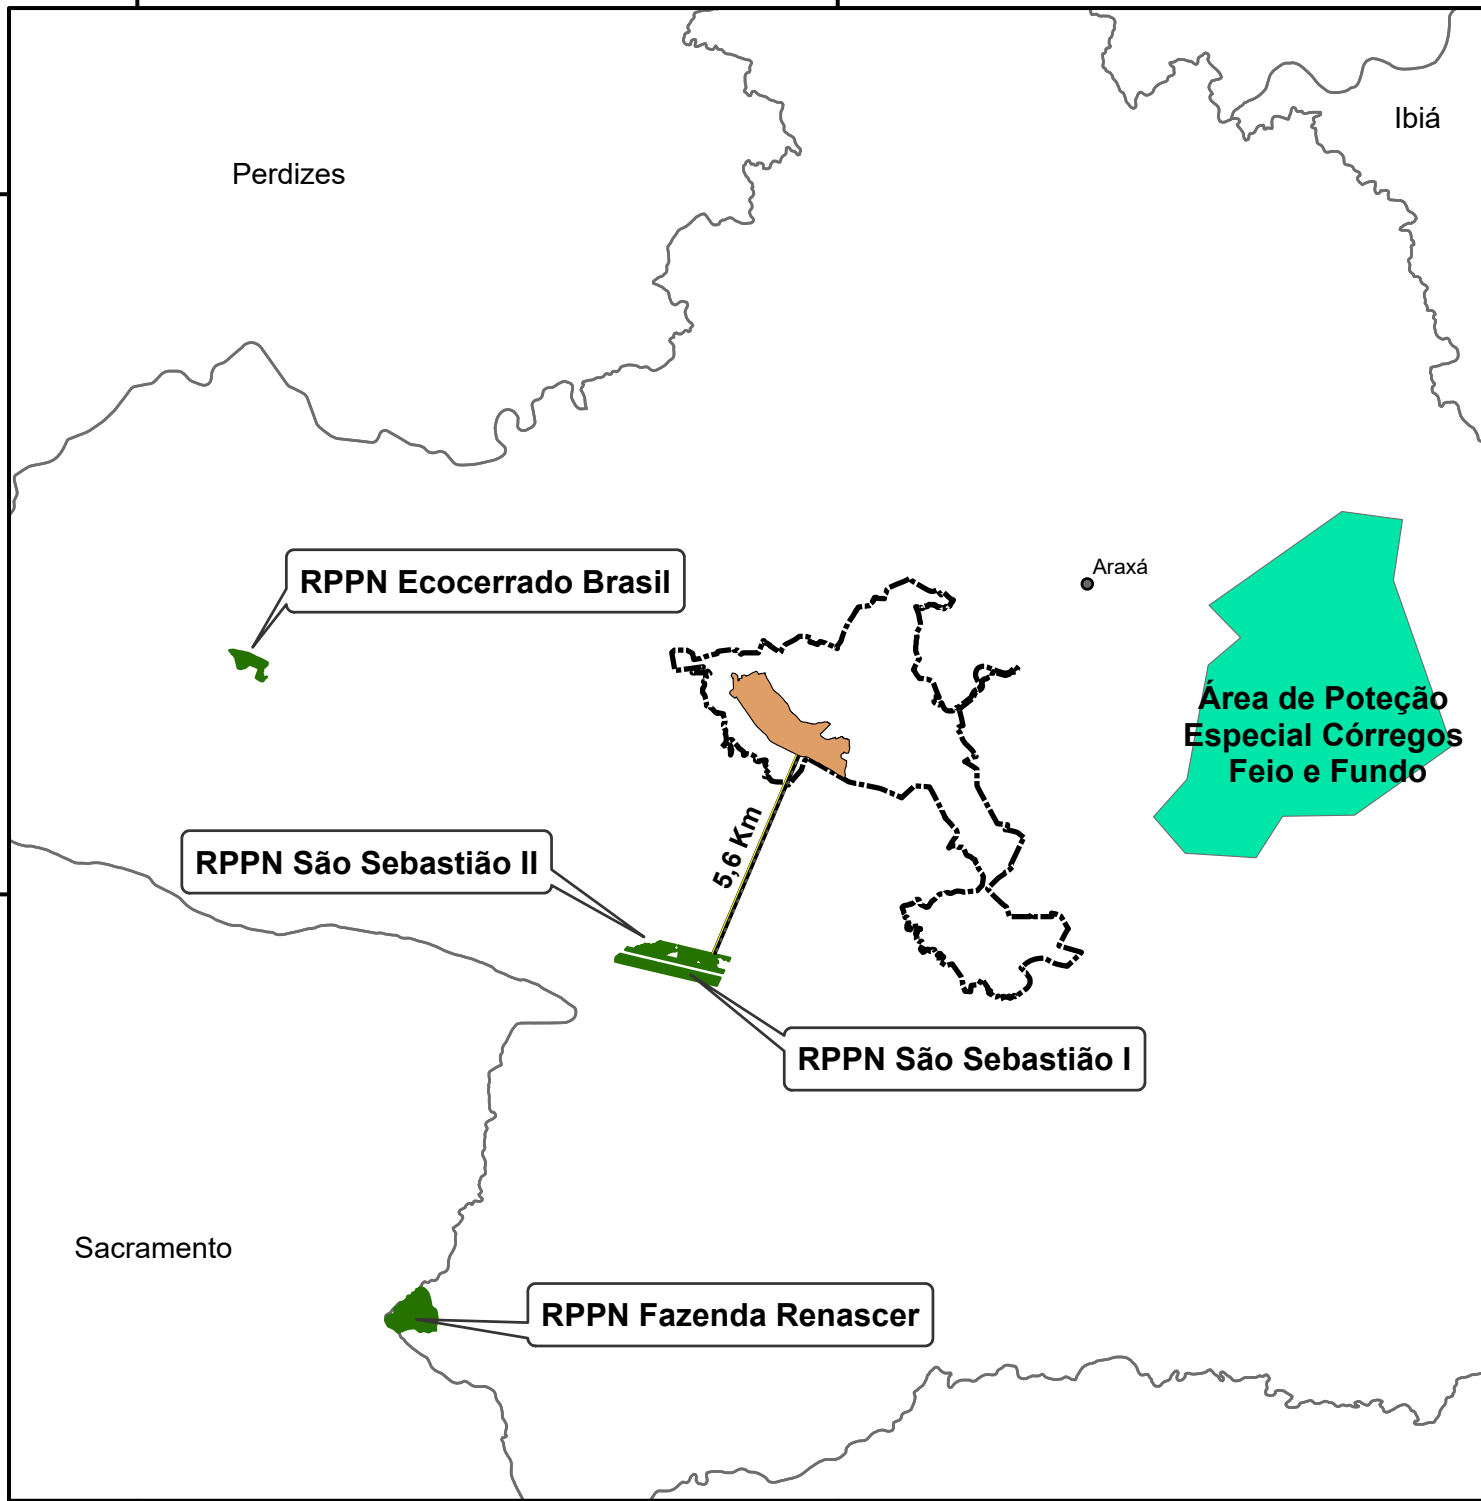 Ibiá
Perdizes
Araxá
RPPN Ecocerrado Brasil
Área de Poteção
Especial Córregos
Feio e Fundo
5,6 Km
RPPN São Sebastião II
RPPN São Sebastião I
Sacramento
RPPN Fazenda Renascer